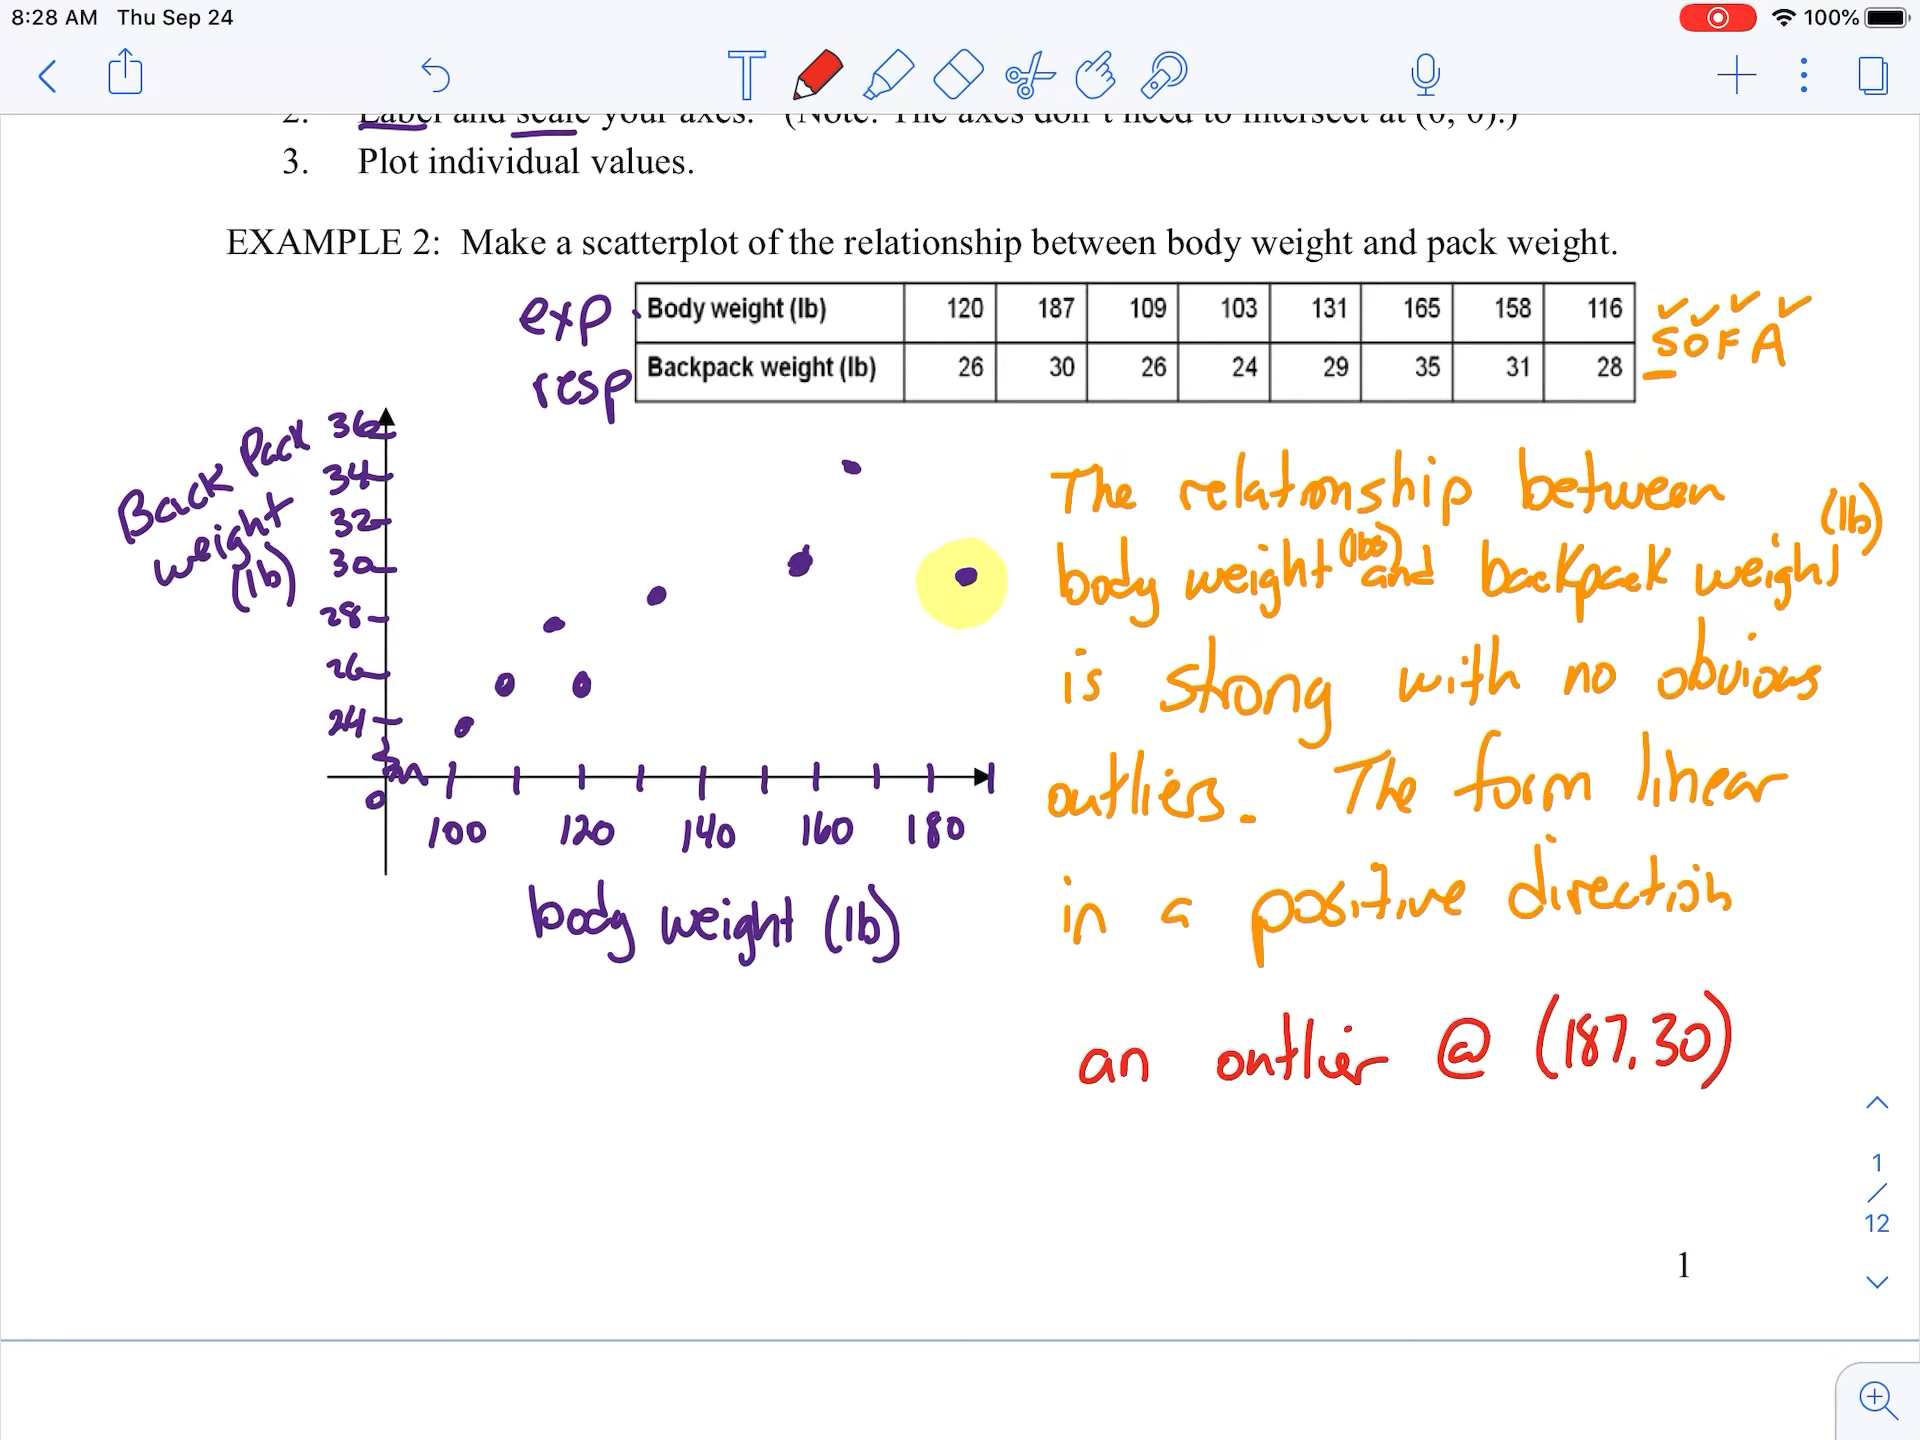 8:28 AM Thu Sep 24
100%
2. Label and scale your axes. (Note: The axes don't need to intersect at (0, 0).)
3. Plot individual values.
EXAMPLE 2: Make a scatterplot of the relationship between body weight and pack weight.
exp
Body weight (lb) 120 187 109 103 131 165 158 116
resp
Backpack weight (lb) 26 30 26 24 29 35 31 28
SOFA
Back Pack
weight
(lb)
36
34
32
30
28
26
24
0
100 120 140 160 180
body weight (lb)
The relationship between
body weight (lbs) and backpack weight (lb)
is strong with no obvious
outliers. The form linear
in a positive direction
an outlier @ (187, 30)
1
/
12
1